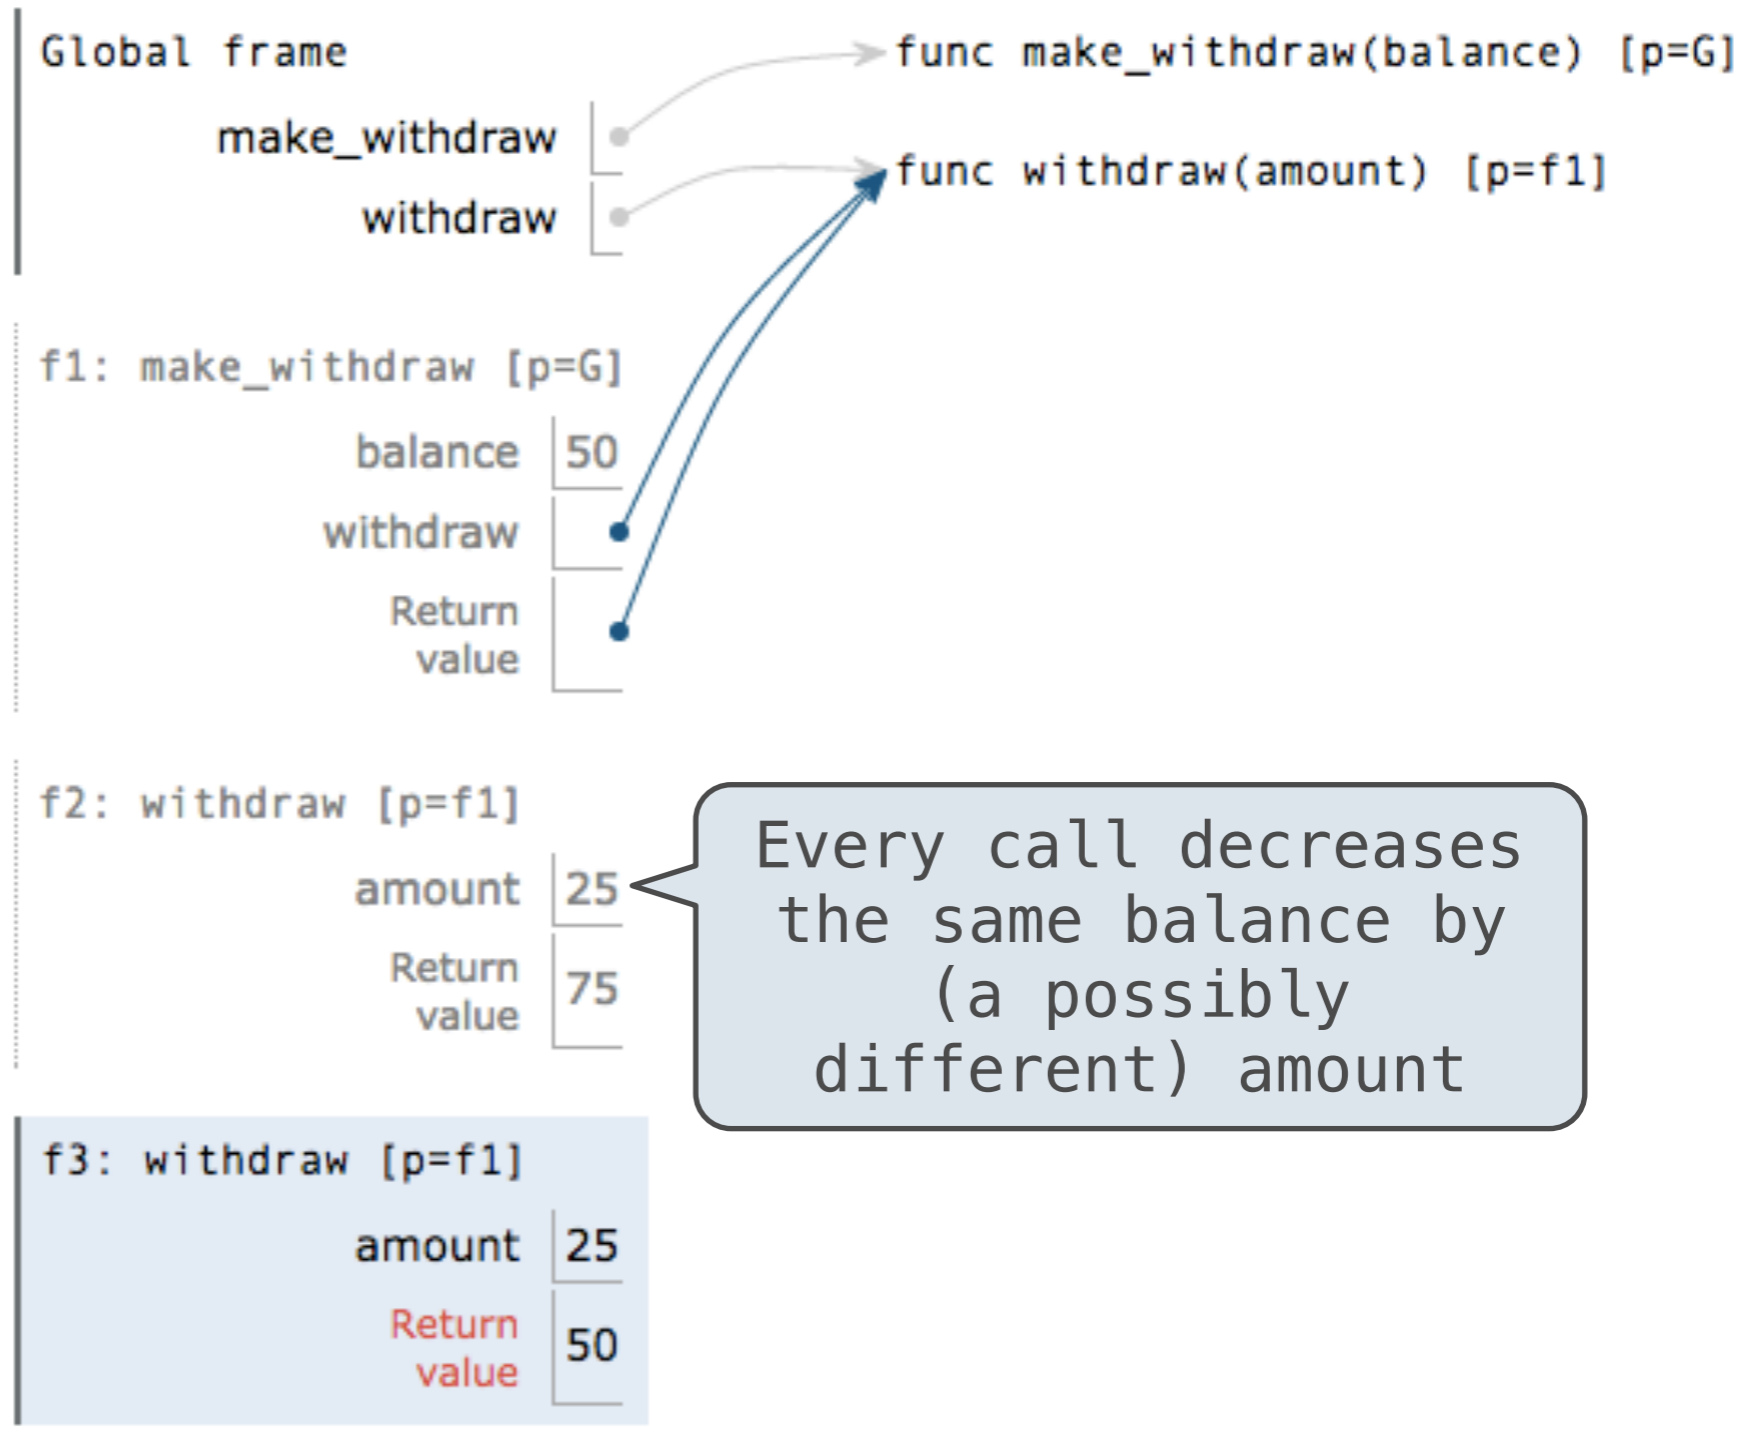 Global frame
func make_withdraw(balance) [p=G]
make_withdraw
func withdraw(amount) [p=f1]
withdraw
f1: make_withdraw [p=G]
balance 50
withdraw
Return
value
f2: withdraw [p=f1]
amount 25
Return
value 75
Every call decreases
the same balance by
(a possibly
different) amount
f3: withdraw [p=f1]
amount 25
Return
value 50